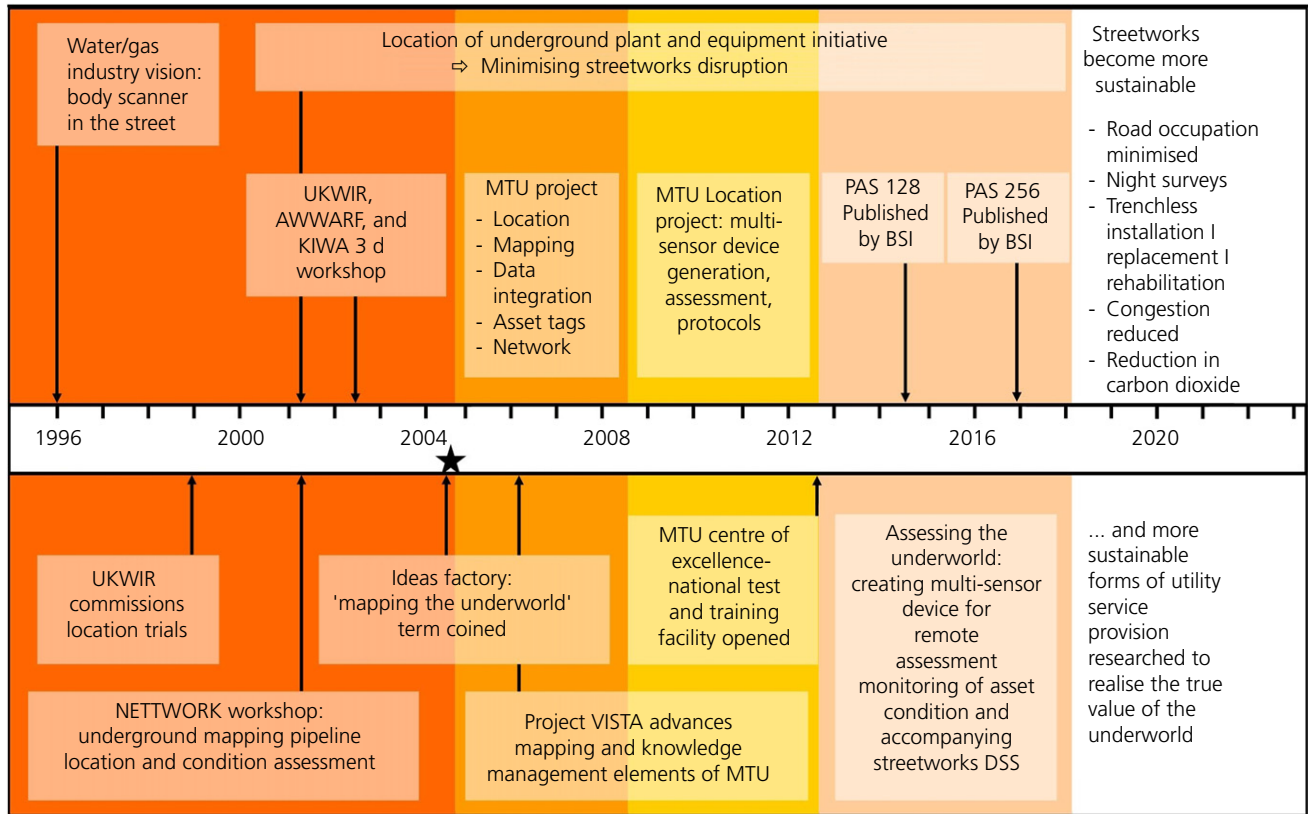 Water/gas
industry vision:
body scanner
in the street
Location of underground plant and equipment initiative
⇨ Minimising streetworks disruption
Streetworks
become more
sustainable
- Road occupation
minimised
- Night surveys
- Trenchless
installation I
replacement I
rehabilitation
- Congestion
reduced
- Reduction in
carbon dioxide
UKWIR,
AWWARF, and
KIWA 3 d
workshop
MTU project
- Location
- Mapping
- Data
integration
- Asset tags
- Network
MTU Location
project: multi-
sensor device
generation,
assessment,
protocols
PAS 128
Published
by BSI
PAS 256
Published
by BSI
1996 2000 2004 2008 2012 2016 2020
UKWIR
commissions
location trials
Ideas factory:
'mapping the underworld'
term coined
MTU centre of
excellence-
national test
and training
facility opened
Assessing the
underworld:
creating multi-sensor
device for
remote
assessment
monitoring of asset
condition and
accompanying
streetworks DSS
... and more
sustainable
forms of utility
service
provision
researched to
realise the true
value of the
underworld
NETTWORK workshop:
underground mapping pipeline
location and condition assessment
Project VISTA advances
mapping and knowledge
management elements of MTU